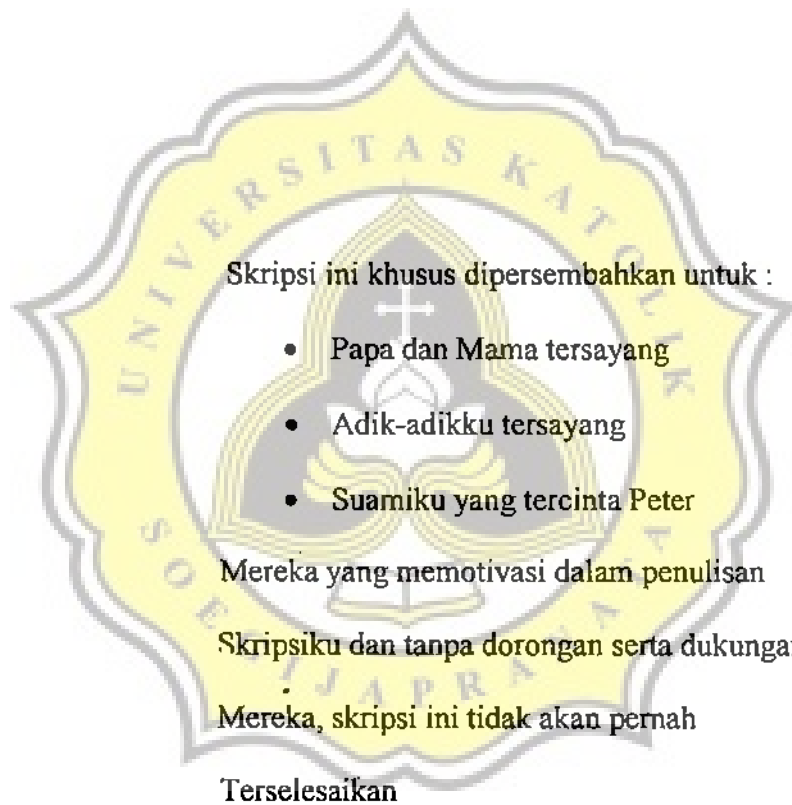 UNIVERSITAS KATOLIK
Skripsi ini khusus dipersembahkan untuk :
• Papa dan Mama tersayang
• Adik-adikku tersayang
• Suamiku yang tercinta Peter
Mereka yang memotivasi dalam penulisan
Skripsiku dan tanpa dorongan serta dukungan
Mereka, skripsi ini tidak akan pernah
Terselesaikan
SOEGIJAPRANATA